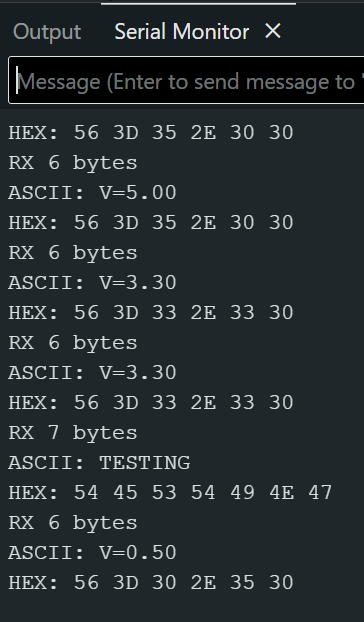 Output Serial Monitor ×
Message (Enter to send message to '
HEX: 56 3D 35 2E 30 30
RX 6 bytes
ASCII: V=5.00
HEX: 56 3D 35 2E 30 30
RX 6 bytes
ASCII: V=3.30
HEX: 56 3D 33 2E 33 30
RX 6 bytes
ASCII: V=3.30
HEX: 56 3D 33 2E 33 30
RX 7 bytes
ASCII: TESTING
HEX: 54 45 53 54 49 4E 47
RX 6 bytes
ASCII: V=0.50
HEX: 56 3D 30 2E 35 30